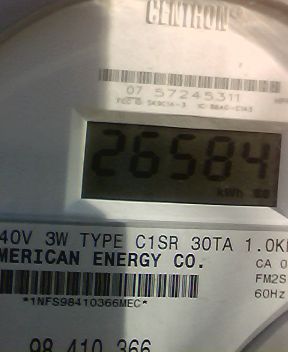 CENTRON
07 57245311
26584
kWh
40V 3W TYPE C1SR 30TA 1.0K
MERICAN ENERGY CO.
CA 0
FM2S
60Hz
*1NFS98410366MEC*
98 410 366